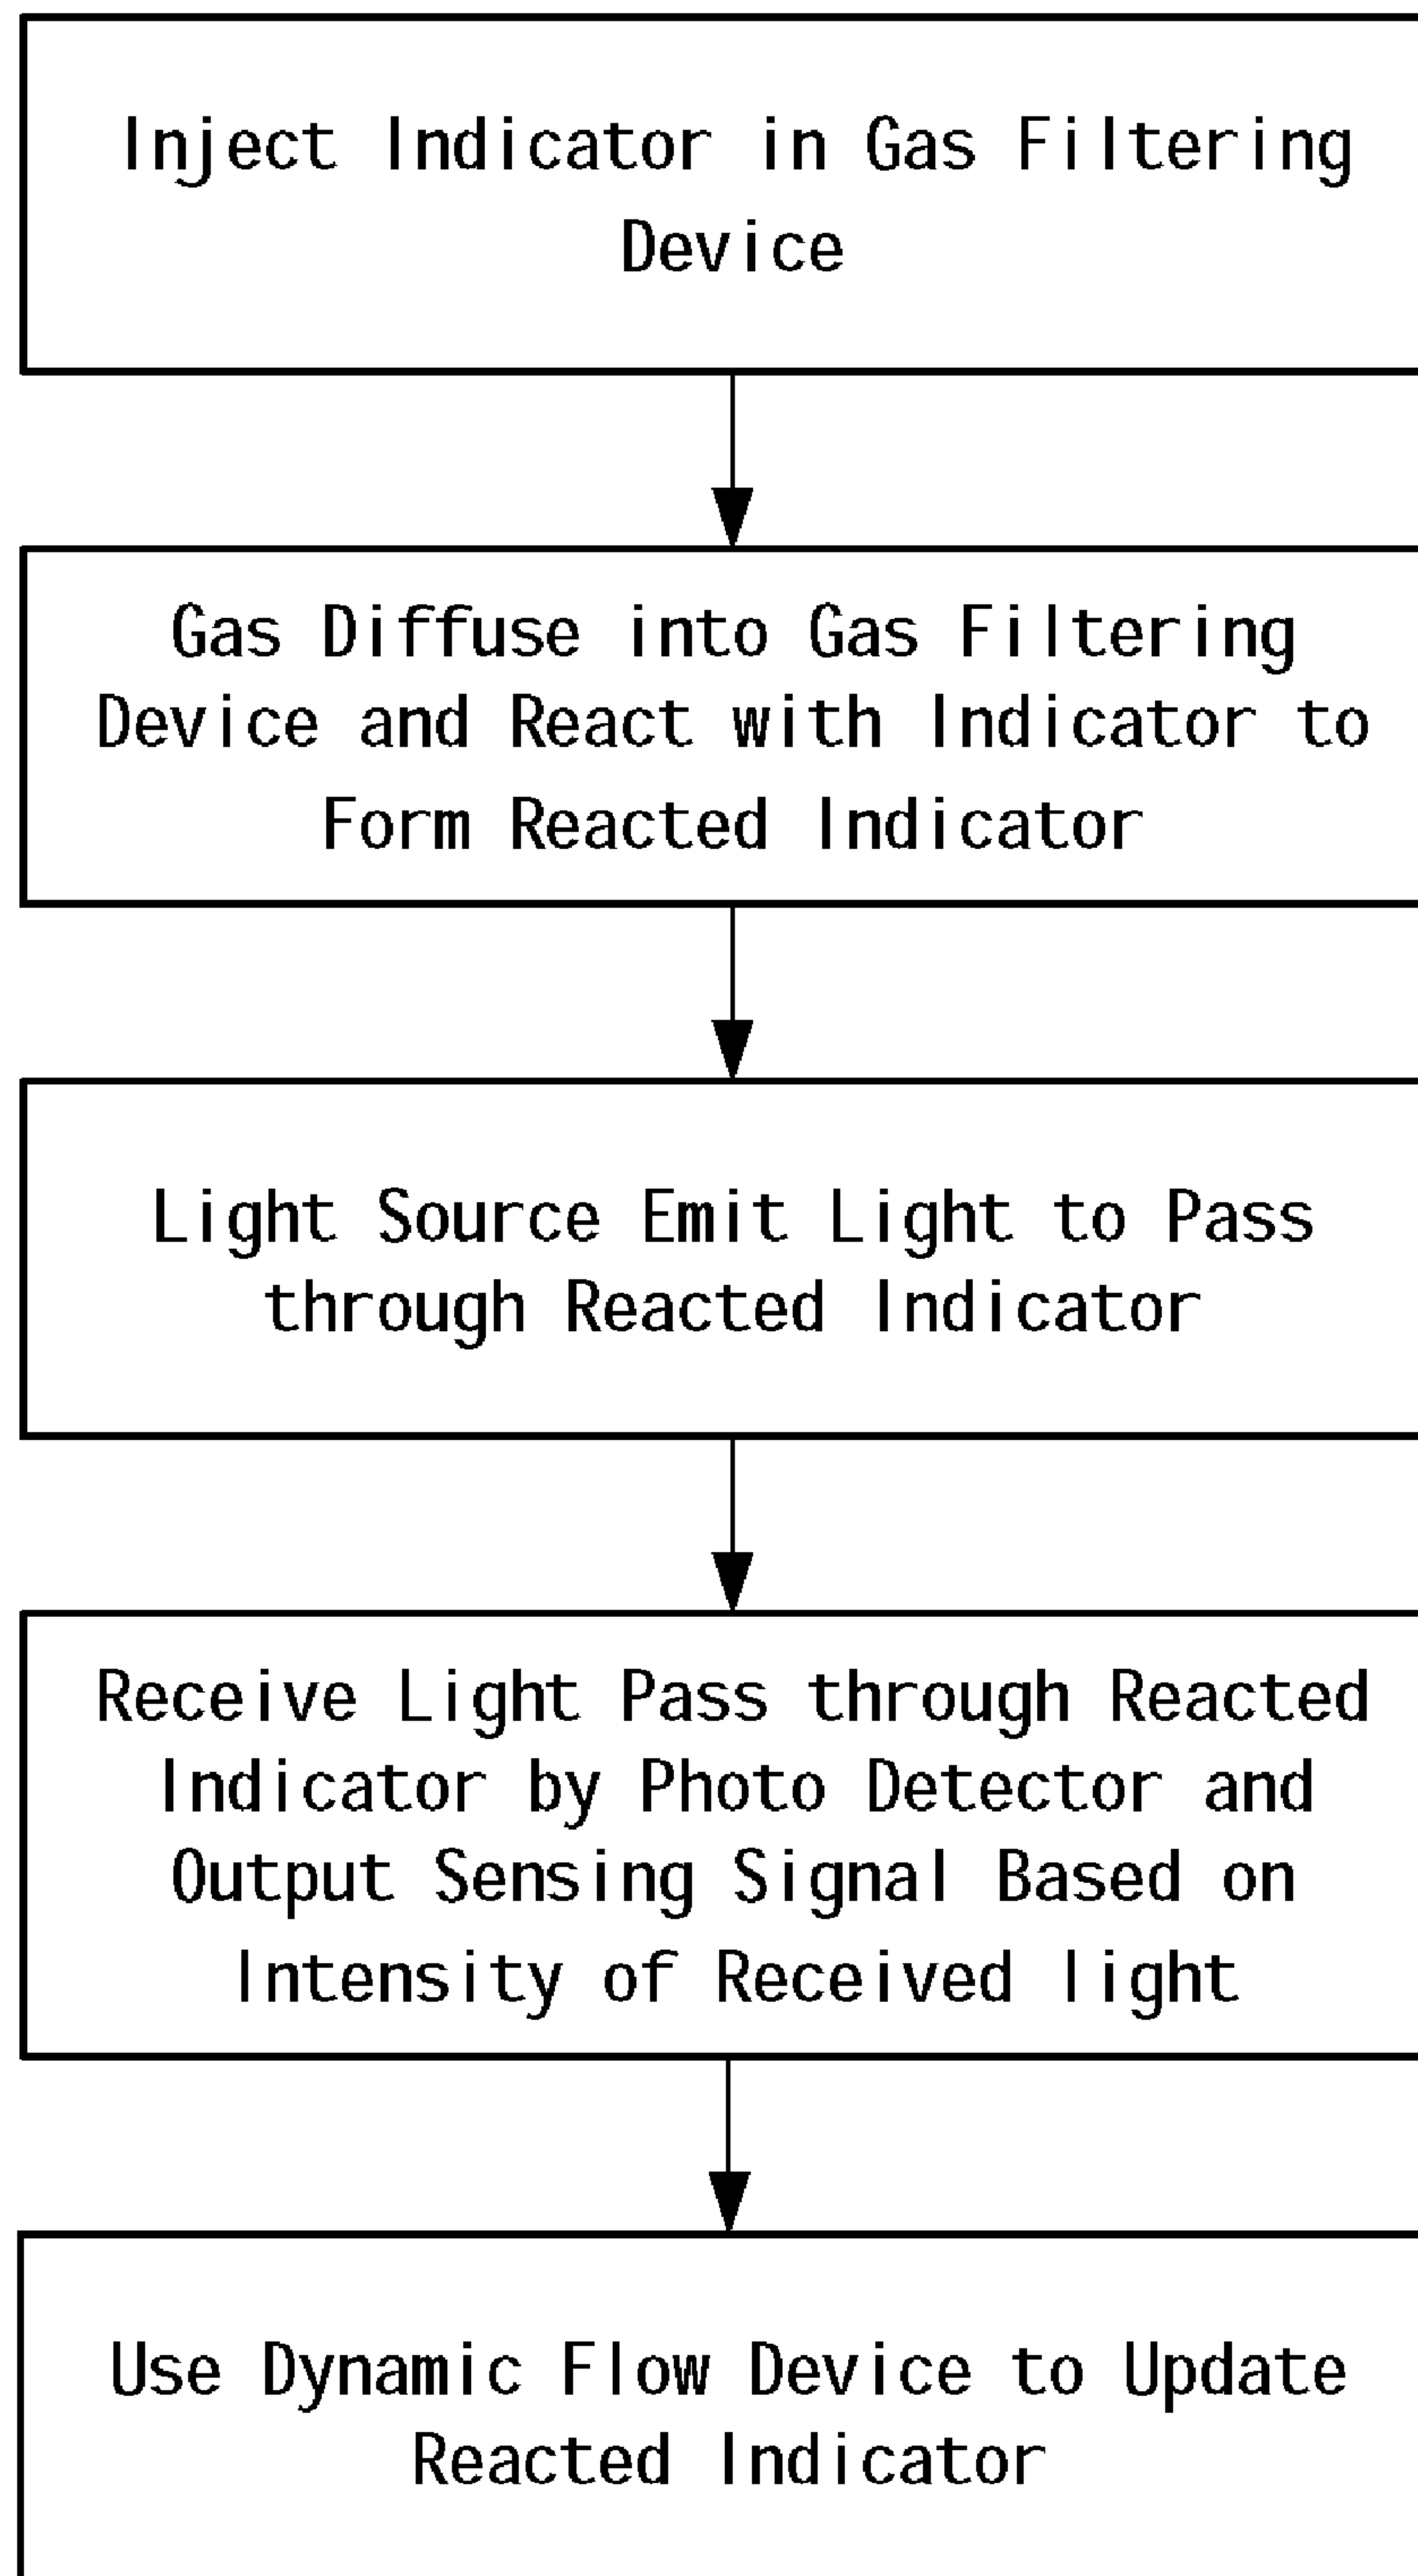 Inject Indicator in Gas Filtering
Device
Gas Diffuse into Gas Filtering
Device and React with Indicator to
Form Reacted Indicator
Light Source Emit Light to Pass
through Reacted Indicator
Receive Light Pass through Reacted
Indicator by Photo Detector and
Output Sensing Signal Based on
Intensity of Received light
Use Dynamic Flow Device to Update
Reacted Indicator